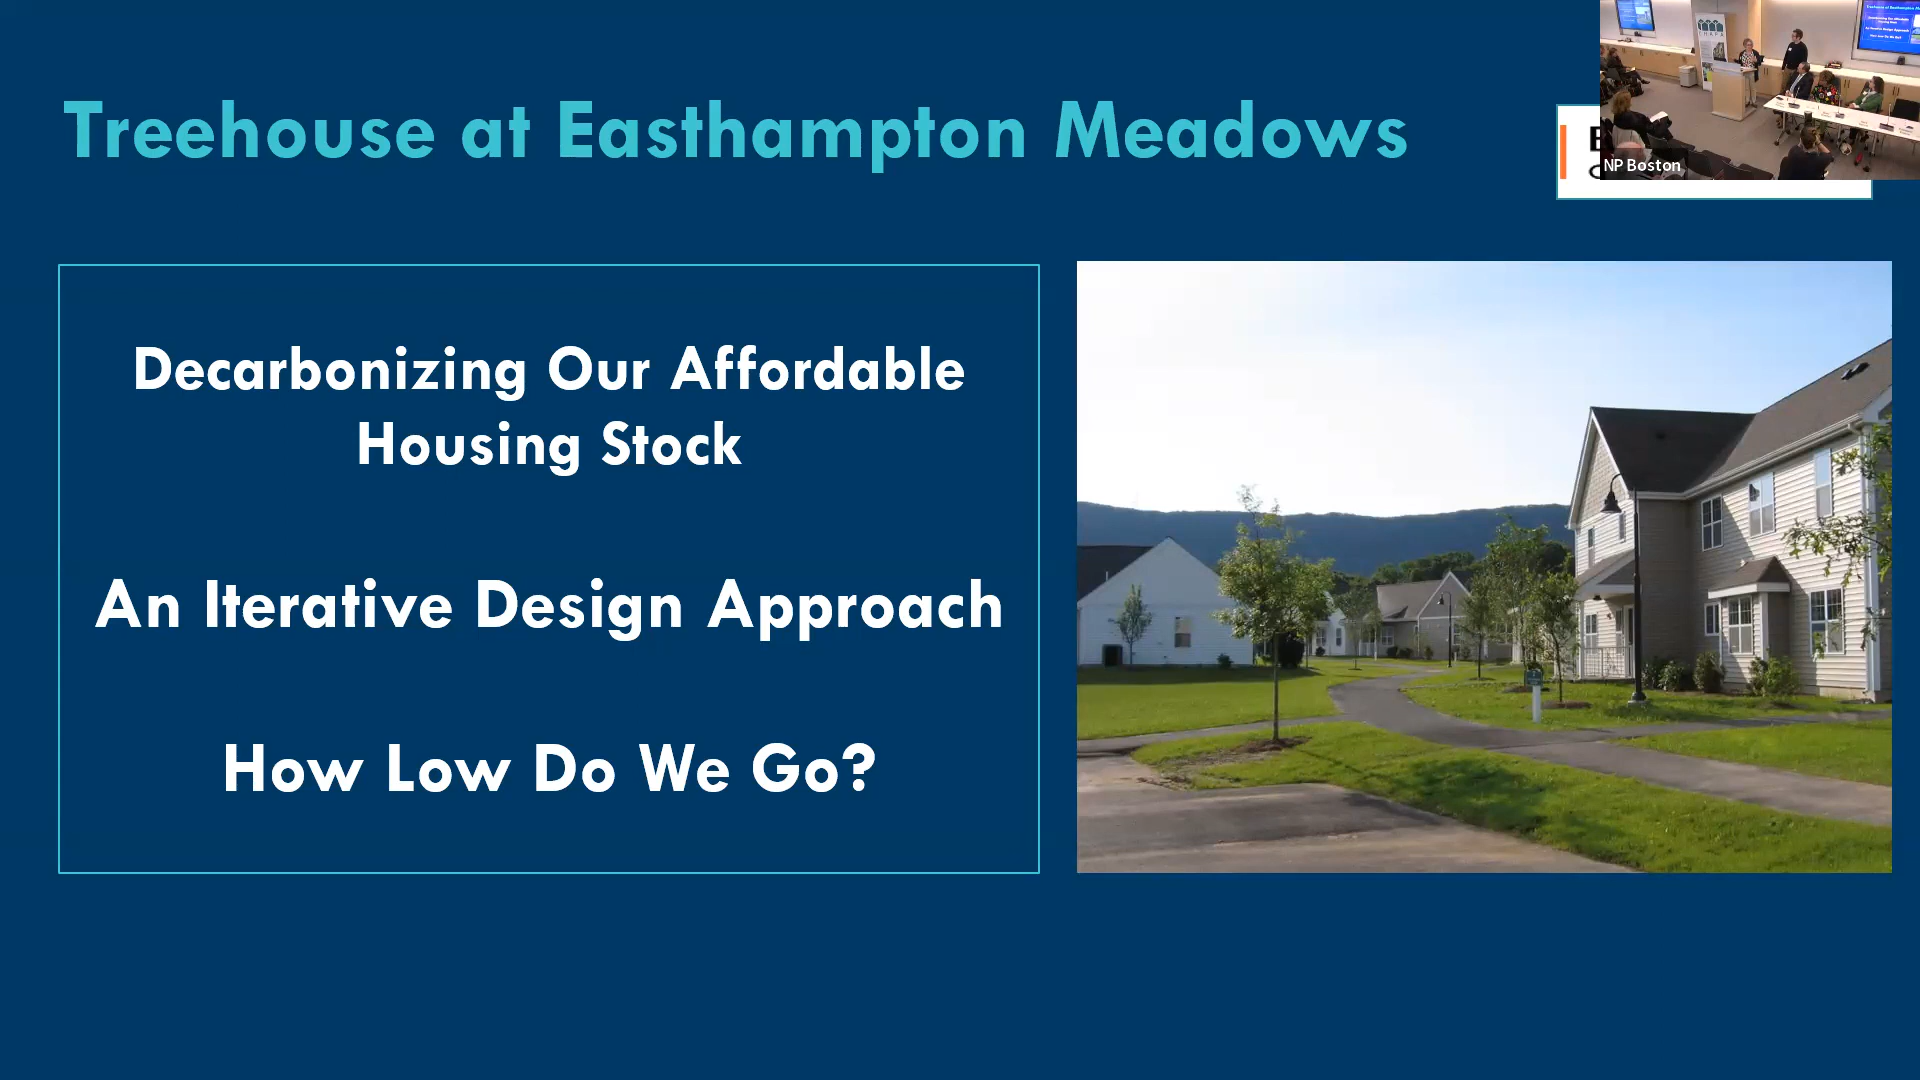 Treehouse at Easthampton Meadows
NP Boston
Decarbonizing Our Affordable
Housing Stock
An Iterative Design Approach
How Low Do We Go?